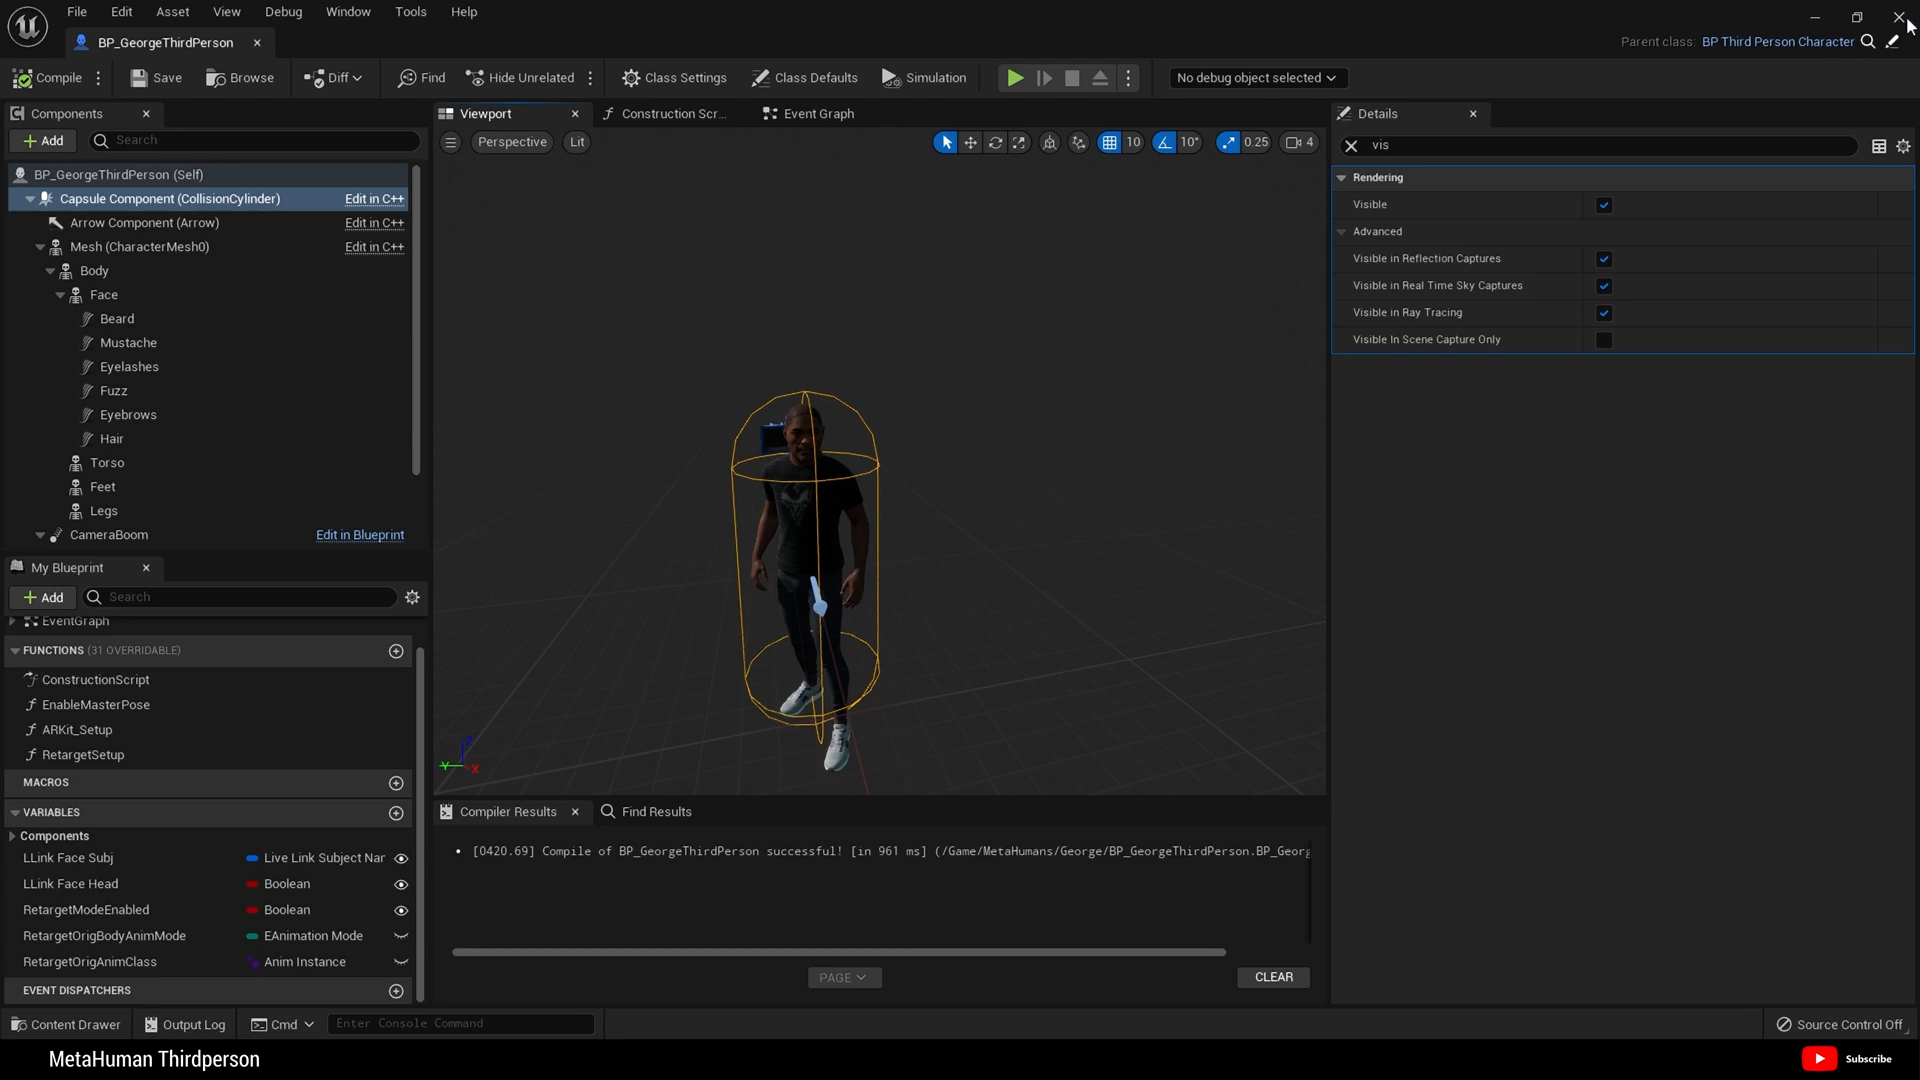 File Edit Asset View Debug Window Tools Help
BP_GeorgeThirdPerson
Parent class: BP Third Person Character
Compile Save Browse Diff Find Hide Unrelated Class Settings Class Defaults Simulation No debug object selected
Components
Add Search
BP_GeorgeThirdPerson (Self)
Capsule Component (CollisionCylinder) Edit in C++
Arrow Component (Arrow) Edit in C++
Mesh (CharacterMesh0) Edit in C++
Body
Face
Beard
Mustache
Eyelashes
Fuzz
Eyebrows
Hair
Torso
Feet
Legs
CameraBoom Edit in Blueprint
My Blueprint
Add Search
EventGraph
FUNCTIONS (31 OVERRIDABLE)
ConstructionScript
EnableMasterPose
ARKit_Setup
RetargetSetup
MACROS
VARIABLES
Components
LLink Face Subj Live Link Subject Nar
LLink Face Head Boolean
RetargetModeEnabled Boolean
RetargetOrigBodyAnimMode EAnimation Mode
RetargetOrigAnimClass Anim Instance
EVENT DISPATCHERS
Viewport Construction Scr... Event Graph
Perspective Lit 10 10° 0.25 4
Z
Y X
Compiler Results Find Results
• [0420.69] Compile of BP_GeorgeThirdPerson successful! [in 961 ms] (/Game/MetaHumans/George/BP_GeorgeThirdPerson.BP_Georg
PAGE CLEAR
Details
vis
Rendering
Visible
Advanced
Visible in Reflection Captures
Visible in Real Time Sky Captures
Visible in Ray Tracing
Visible In Scene Capture Only
Content Drawer Output Log Cmd Enter Console Command Source Control Off
MetaHuman Thirdperson Subscribe